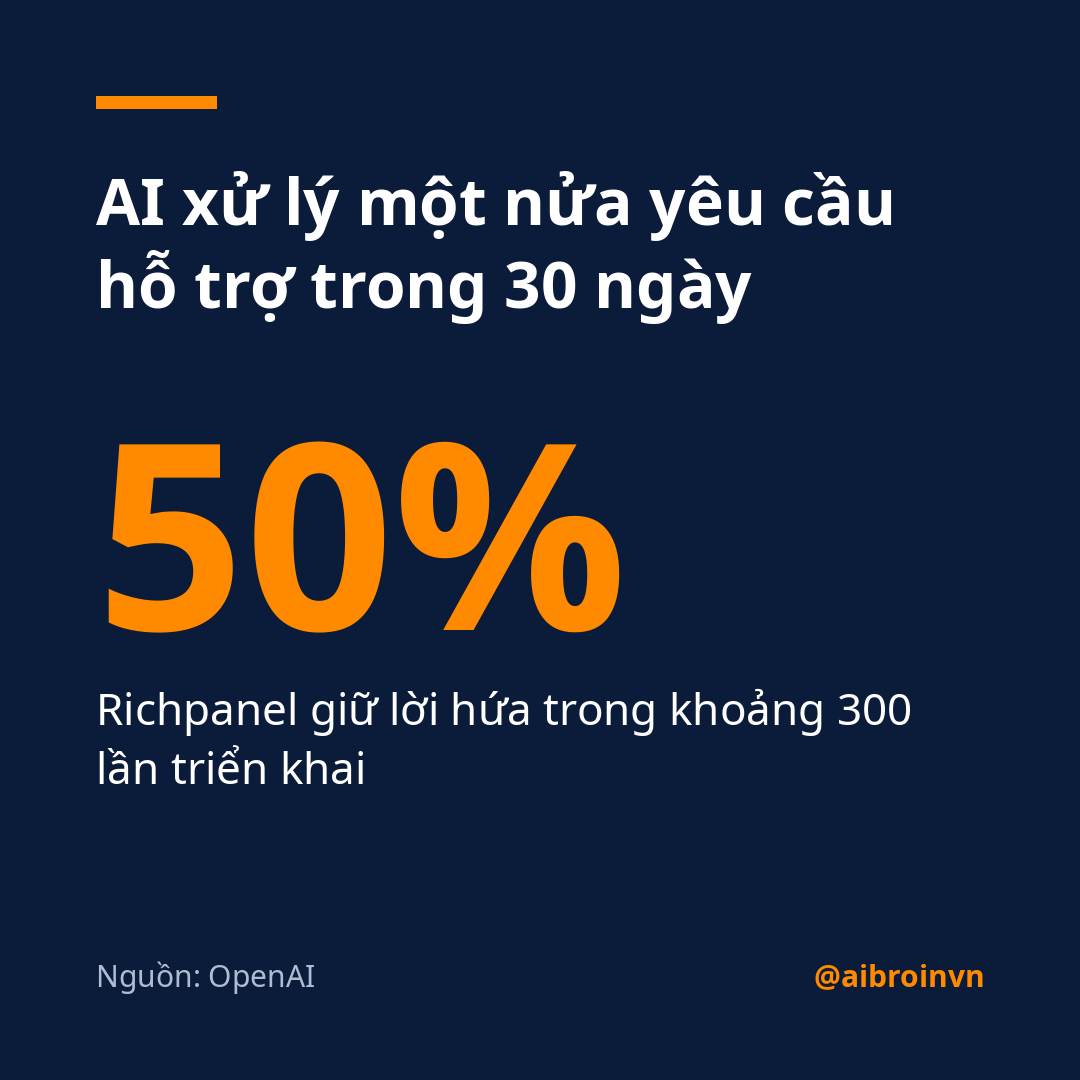 AI xử lý một nửa yêu cầu
hỗ trợ trong 30 ngày
50%
Richpanel giữ lời hứa trong khoảng 300
lần triển khai
Nguồn: OpenAI
@aibroinvn